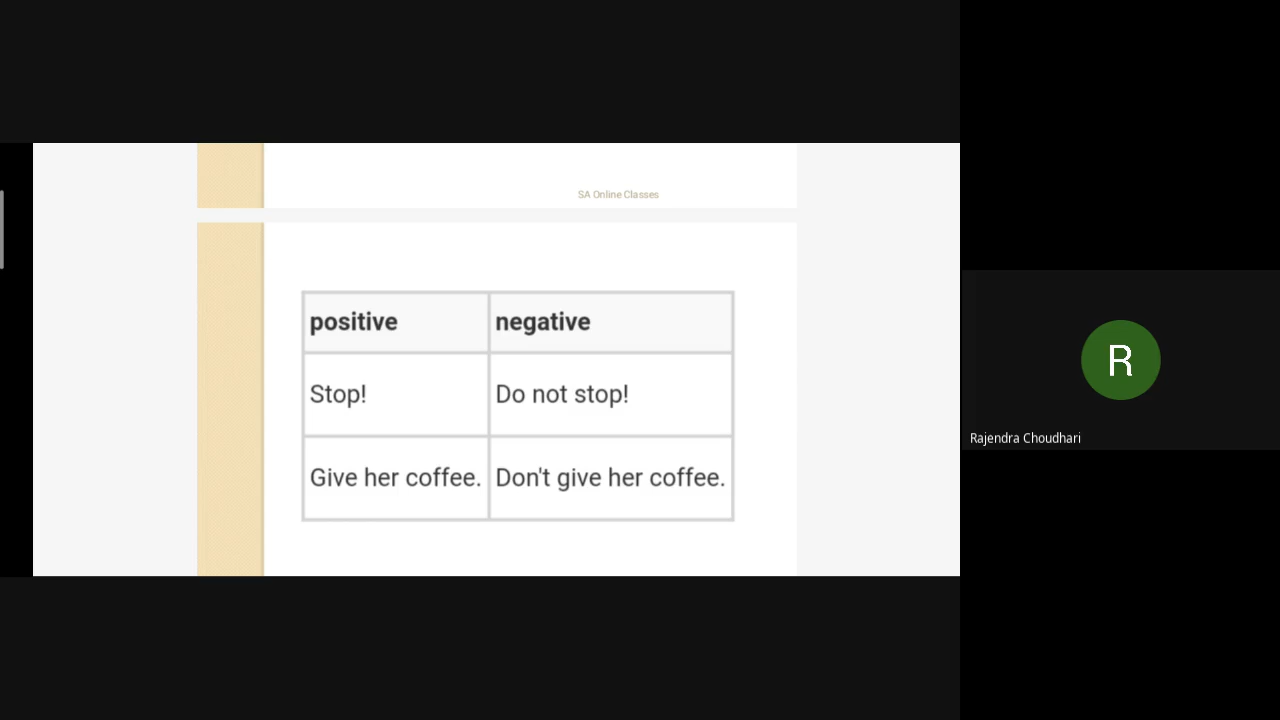 SA Online Classes
positive negative
Stop! Do not stop!
Give her coffee. Don't give her coffee.
R
Rajendra Choudhari